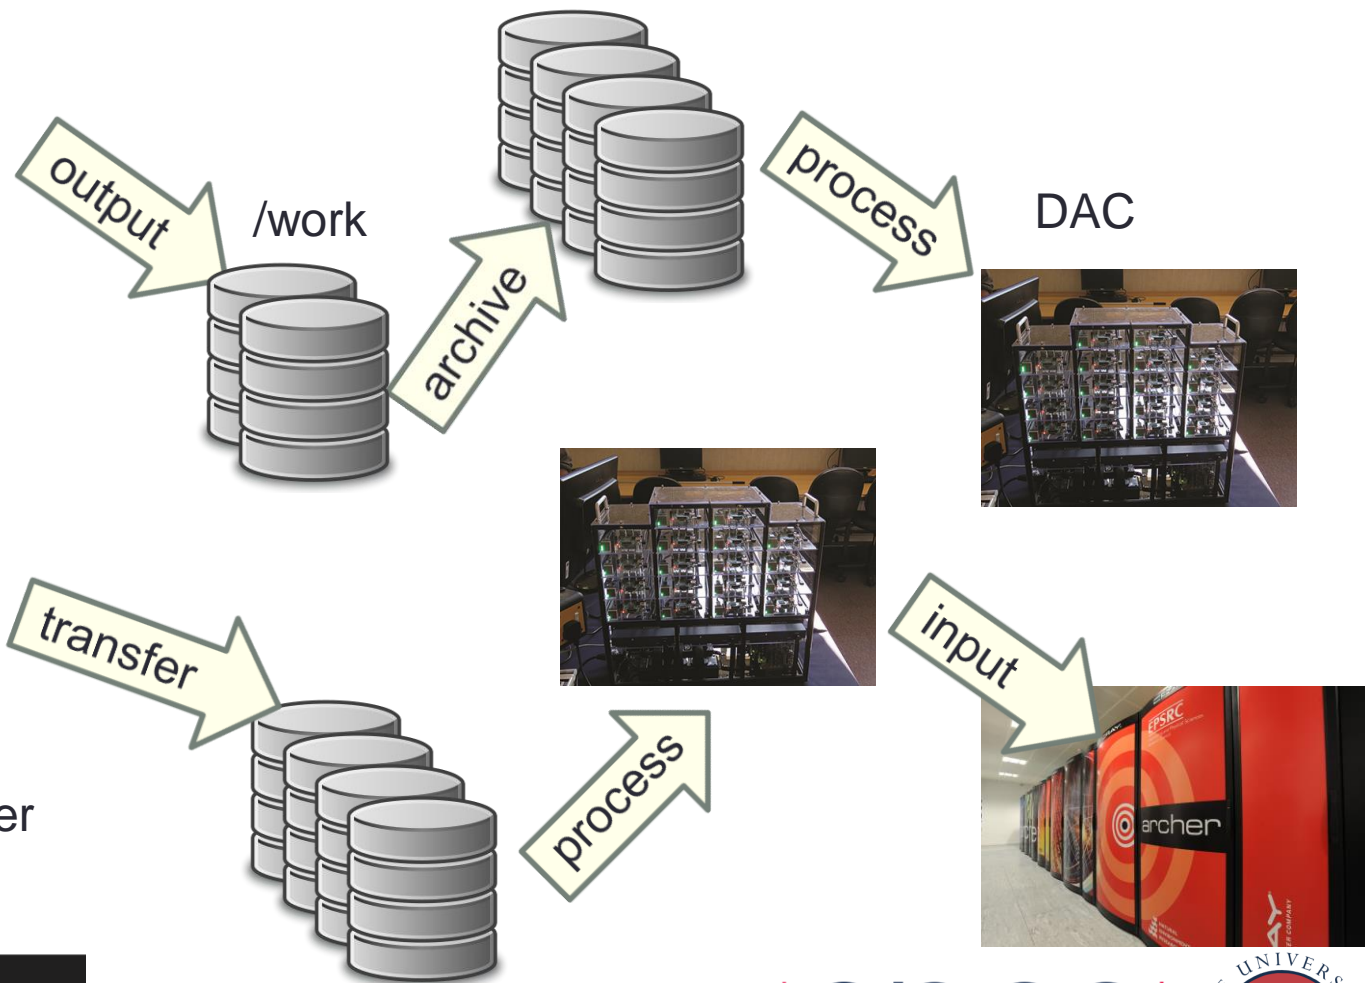 output
/work
archive
process
DAC
transfer
process
input
EPSRC
archer
er
UNIVERS